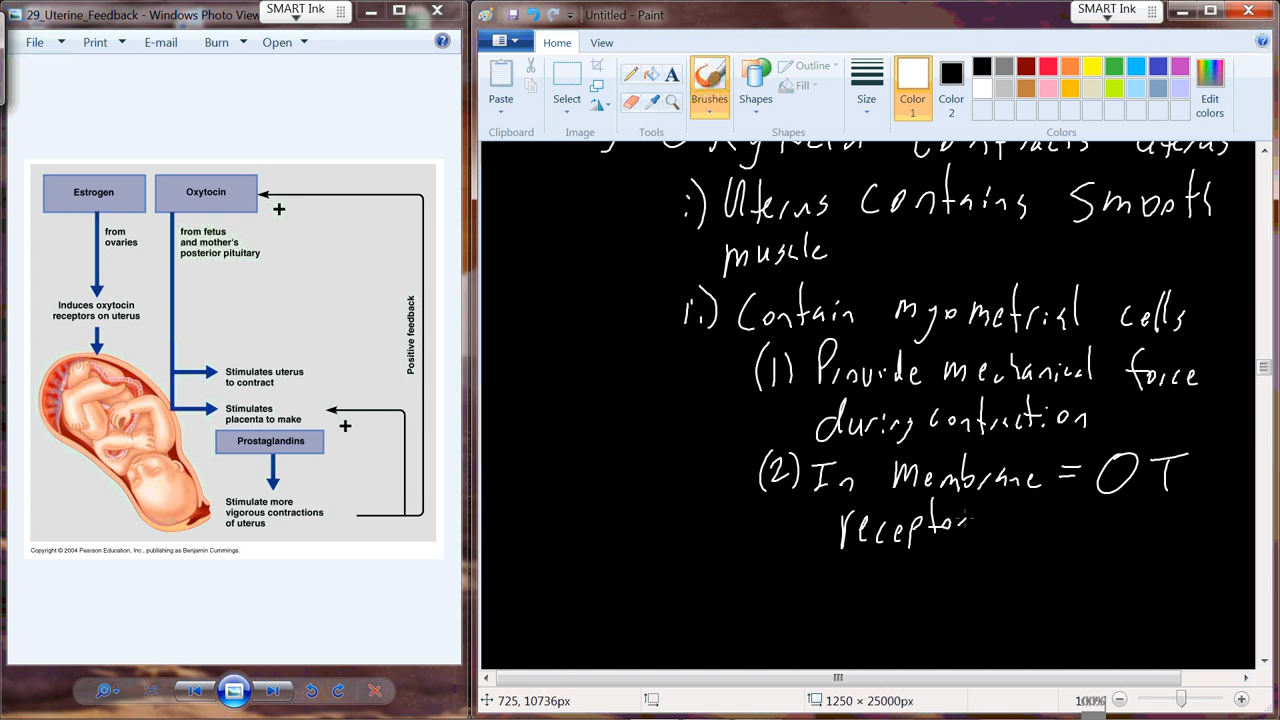 29_Uterine_Feedback - Windows Photo View
SMART Ink
File Print E-mail Burn Open
Estrogen
Oxytocin
+
from
ovaries
from fetus
and mother's
posterior pituitary
Induces oxytocin
receptors on uterus
Positive feedback
Stimulates uterus
to contract
Stimulates
placenta to make
+
Prostaglandins
Stimulate more
vigorous contractions
of uterus
Copyright © 2004 Pearson Education, Inc., publishing as Benjamin Cummings.
Untitled - Paint
SMART Ink
Home View
Paste
Select
Brushes
Shapes
Outline
Fill
Size
Color
1
Color
2
Edit
colors
Clipboard Image Tools Shapes Colors
contracts uterus
i) Uterus contains smooth
muscle
ii) Contain myometrial cells
(1) Provide mechanical force
during contraction
(2) In membrane = OT
receptor
725, 10736px
1250 × 25000px
100%